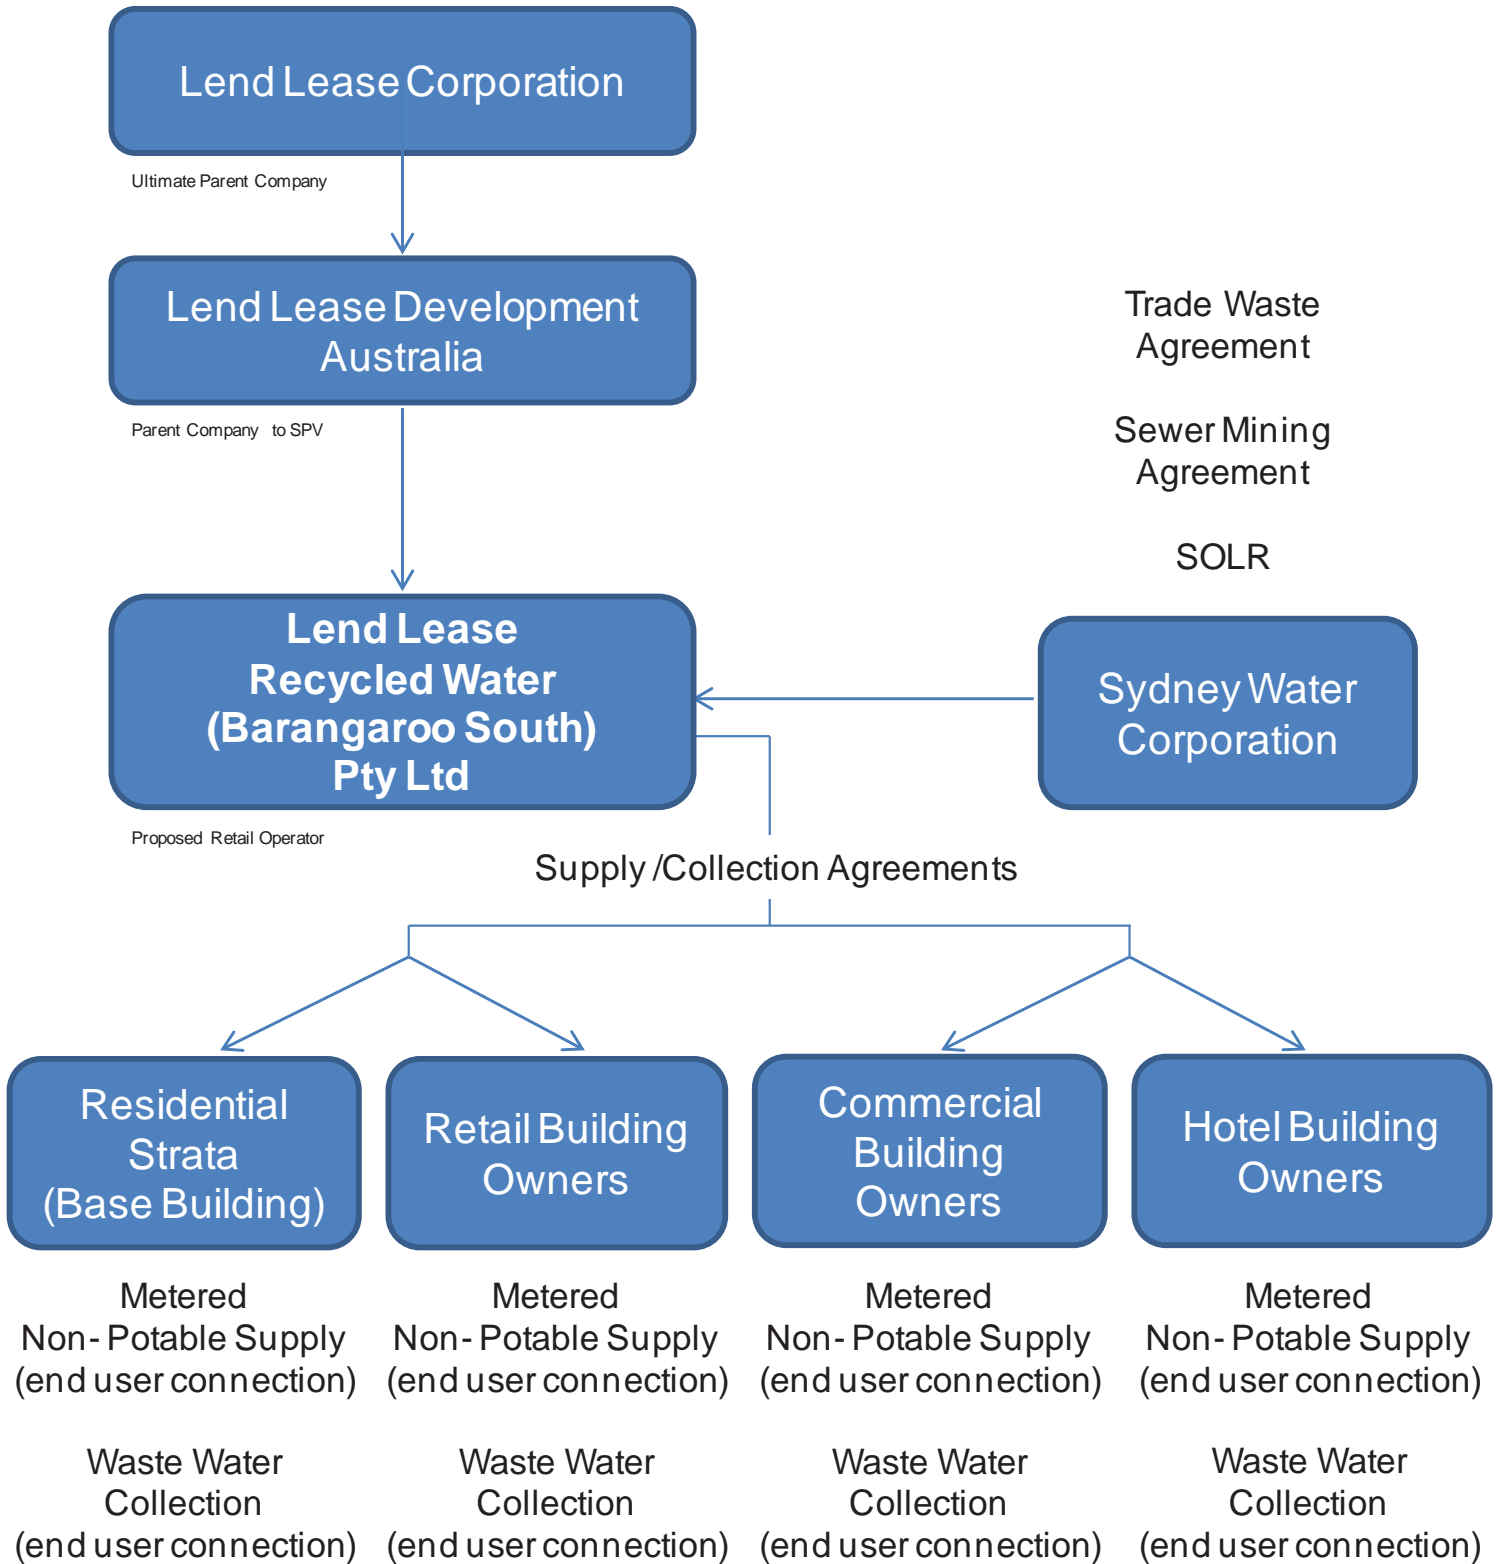 Lend Lease Corporation
Ultimate Parent Company
Lend Lease Development
Australia
Parent Company to SPV
Trade Waste
Agreement
Sewer Mining
Agreement
SOLR
Lend Lease
Recycled Water
(Barangaroo South)
Pty Ltd
Proposed Retail Operator
Sydney Water
Corporation
Supply /Collection Agreements
Residential
Strata
(Base Building)
Retail Building
Owners
Commercial
Building
Owners
Hotel Building
Owners
Metered
Non- Potable Supply
(end user connection)
Waste Water
Collection
(end user connection)
Metered
Non- Potable Supply
(end user connection)
Waste Water
Collection
(end user connection)
Metered
Non- Potable Supply
(end user connection)
Waste Water
Collection
(end user connection)
Metered
Non- Potable Supply
(end user connection)
Waste Water
Collection
(end user connection)